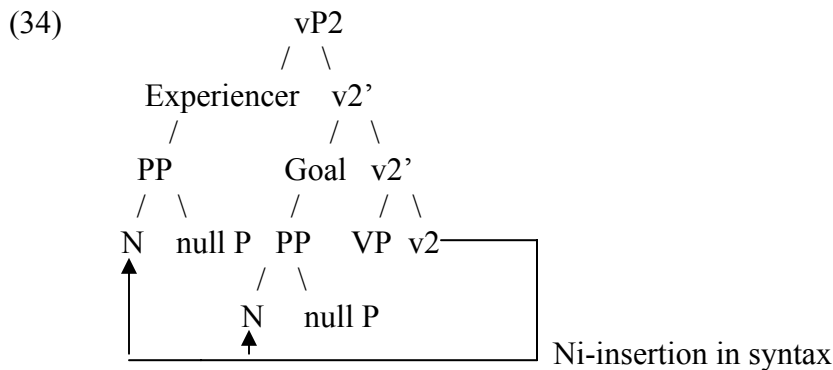 (34) vP2
Experiencer v2’
PP Goal v2’
N null P PP VP v2
N null P
Ni-insertion in syntax